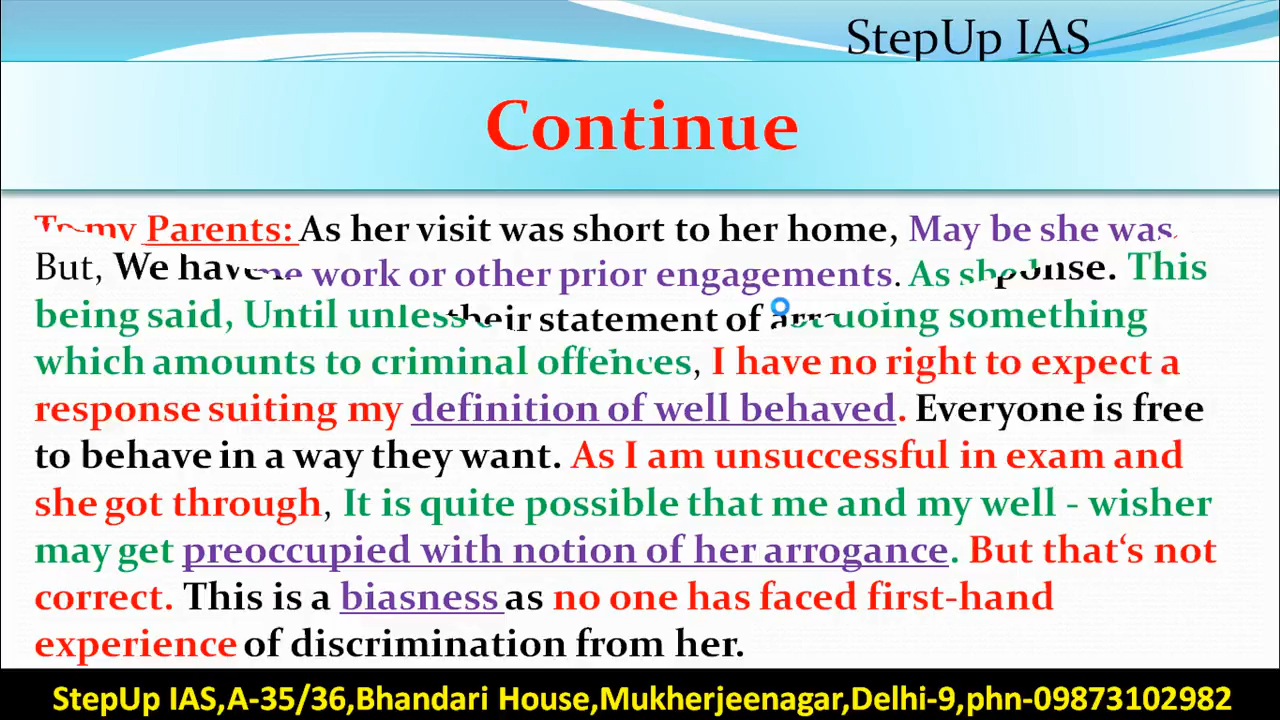 StepUp IAS
Continue
my Parents: As her visit was short to her home, May be she was
But, We work or other prior engagements. As This
being said, Until unless their statement of something
which amounts to criminal offences, I have no right to expect a
response suiting my definition of well behaved. Everyone is free
to behave in a way they want. As I am unsuccessful in exam and
she got through, It is quite possible that me and my well - wisher
may get preoccupied with notion of her arrogance. But that‘s not
correct. This is a biasness as no one has faced first-hand
experience of discrimination from her.
StepUp IAS,A-35/36,Bhandari House,Mukherjeenagar,Delhi-9,phn-09873102982